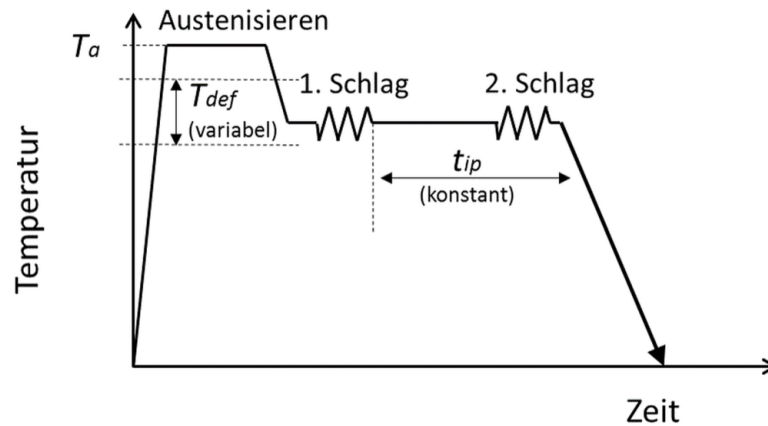 Austenisieren
Ta
1. Schlag
2. Schlag
Tdef
(variabel)
tip
(konstant)
Temperatur
Zeit